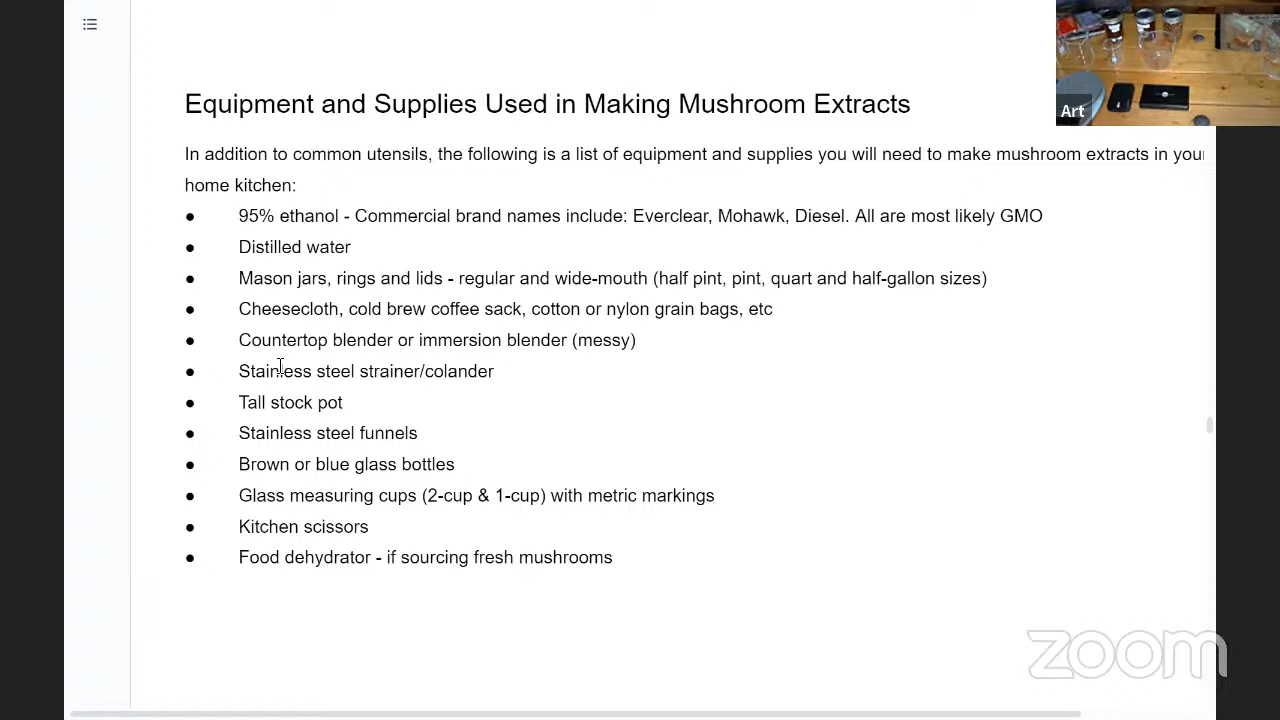 Equipment and Supplies Used in Making Mushroom Extracts
In addition to common utensils, the following is a list of equipment and supplies you will need to make mushroom extracts in your
home kitchen:
● 95% ethanol - Commercial brand names include: Everclear, Mohawk, Diesel. All are most likely GMO
● Distilled water
● Mason jars, rings and lids - regular and wide-mouth (half pint, pint, quart and half-gallon sizes)
● Cheesecloth, cold brew coffee sack, cotton or nylon grain bags, etc
● Countertop blender or immersion blender (messy)
● Stainless steel strainer/colander
● Tall stock pot
● Stainless steel funnels
● Brown or blue glass bottles
● Glass measuring cups (2-cup & 1-cup) with metric markings
● Kitchen scissors
● Food dehydrator - if sourcing fresh mushrooms
Art
zoom